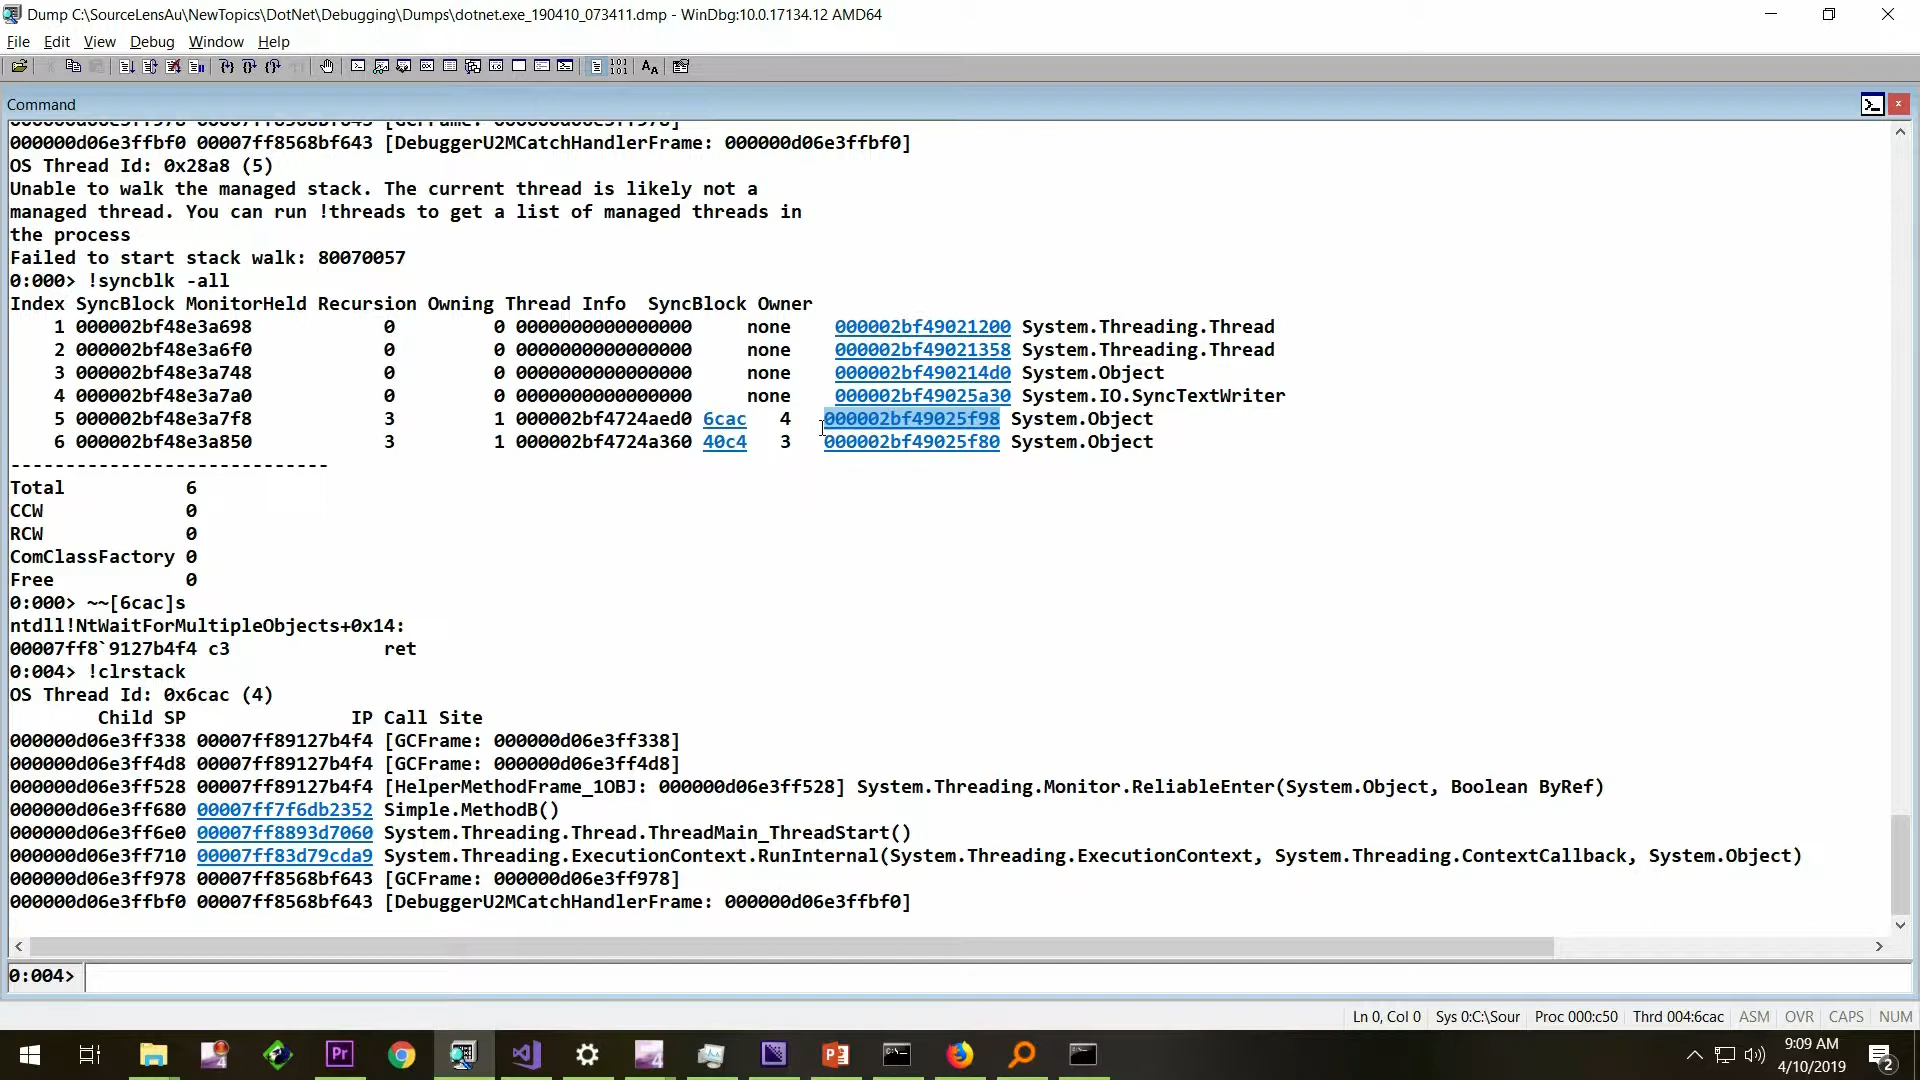 Dump C:\SourceLensAu\NewTopics\DotNet\Debugging\Dumps\dotnet.exe_190410_073411.dmp - WinDbg:10.0.17134.12 AMD64
File Edit View Debug Window Help
Command
000000d06e3ff978 00007ff8568bf643 [GCFrame: 000000d06e3ff978]
000000d06e3ffbf0 00007ff8568bf643 [DebuggerU2MCatchHandlerFrame: 000000d06e3ffbf0]
OS Thread Id: 0x28a8 (5)
Unable to walk the managed stack. The current thread is likely not a
managed thread. You can run !threads to get a list of managed threads in
the process
Failed to start stack walk: 80070057
0:000> !syncblk -all
Index SyncBlock MonitorHeld Recursion Owning Thread Info  SyncBlock Owner
1 000002bf48e3a698 0 0 0000000000000000 none 000002bf49021200 System.Threading.Thread
2 000002bf48e3a6f0 0 0 0000000000000000 none 000002bf49021358 System.Threading.Thread
3 000002bf48e3a748 0 0 0000000000000000 none 000002bf490214d0 System.Object
4 000002bf48e3a7a0 0 0 0000000000000000 none 000002bf49025a30 System.IO.SyncTextWriter
5 000002bf48e3a7f8 3 1 000002bf4724aed0 6cac 4 000002bf49025f98 System.Object
6 000002bf48e3a850 3 1 000002bf4724a360 40c4 3 000002bf49025f80 System.Object
-----------------------------
Total 6
CCW 0
RCW 0
ComClassFactory 0
Free 0
0:000> ~~[6cac]s
ntdll!NtWaitForMultipleObjects+0x14:
00007ff8`9127b4f4 c3 ret
0:004> !clrstack
OS Thread Id: 0x6cac (4)
Child SP IP Call Site
000000d06e3ff338 00007ff89127b4f4 [GCFrame: 000000d06e3ff338]
000000d06e3ff4d8 00007ff89127b4f4 [GCFrame: 000000d06e3ff4d8]
000000d06e3ff528 00007ff89127b4f4 [HelperMethodFrame_1OBJ: 000000d06e3ff528] System.Threading.Monitor.ReliableEnter(System.Object, Boolean ByRef)
000000d06e3ff680 00007ff7f6db2352 Simple.MethodB()
000000d06e3ff6e0 00007ff8893d7060 System.Threading.Thread.ThreadMain_ThreadStart()
000000d06e3ff710 00007ff83d79cda9 System.Threading.ExecutionContext.RunInternal(System.Threading.ExecutionContext, System.Threading.ContextCallback, System.Object)
000000d06e3ff978 00007ff8568bf643 [GCFrame: 000000d06e3ff978]
000000d06e3ffbf0 00007ff8568bf643 [DebuggerU2MCatchHandlerFrame: 000000d06e3ffbf0]
0:004>
Ln 0, Col 0 Sys 0:C:\Sour Proc 000:c50 Thrd 004:6cac ASM OVR CAPS NUM
9:09 AM
4/10/2019
2